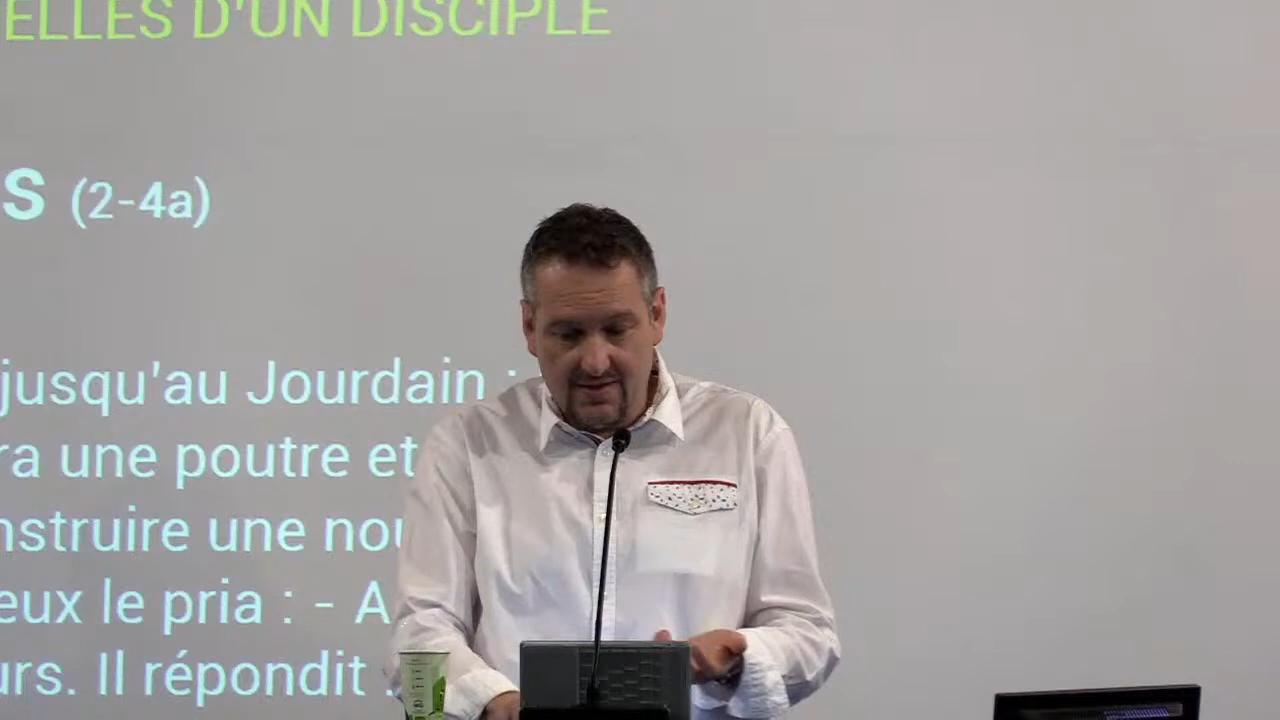 ELLES D'UN DISCIPLE
S (2-4a)
jusqu'au Jourdain :
ra une poutre et
nstruire une nou
eux le pria : - A
urs. Il répondit :